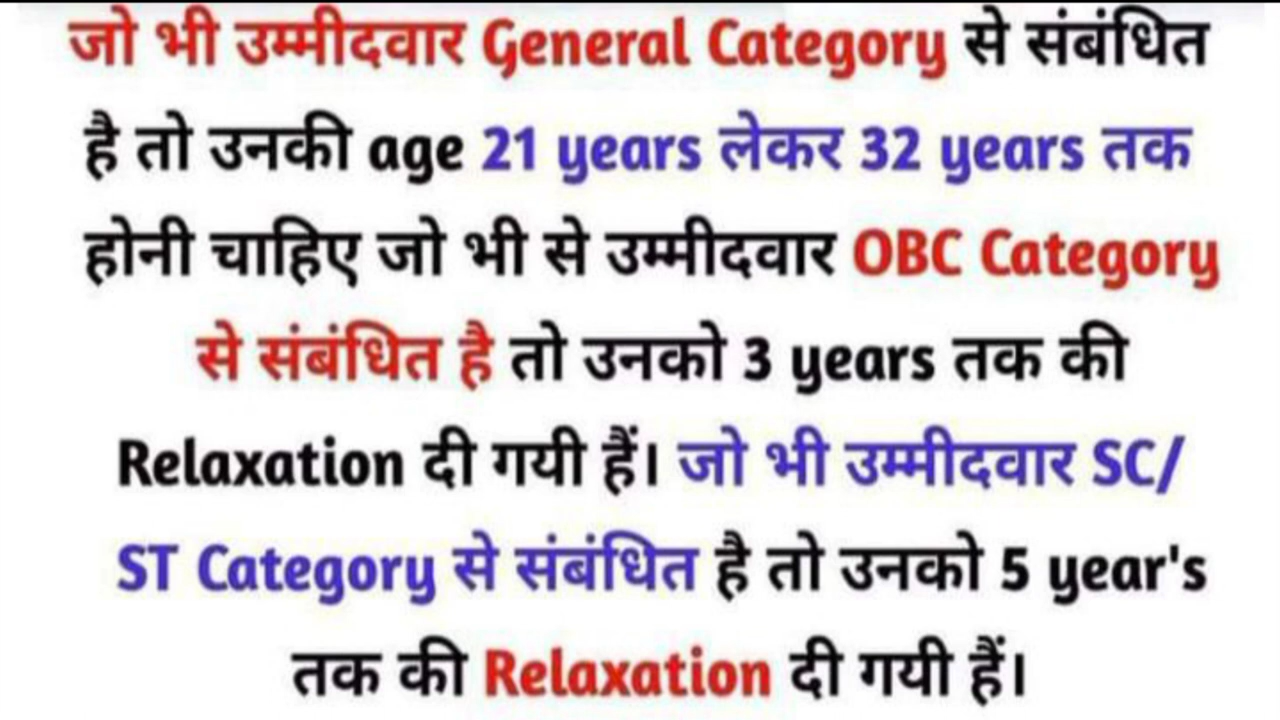 जो भी उम्मीदवार General Category से संबंधित
है तो उनकी age 21 years लेकर 32 years तक
होनी चाहिए जो भी से उम्मीदवार OBC Category
से संबंधित है तो उनको 3 years तक की
Relaxation दी गयी हैं। जो भी उम्मीदवार SC/
ST Category से संबंधित है तो उनको 5 year's
तक की Relaxation दी गयी हैं।